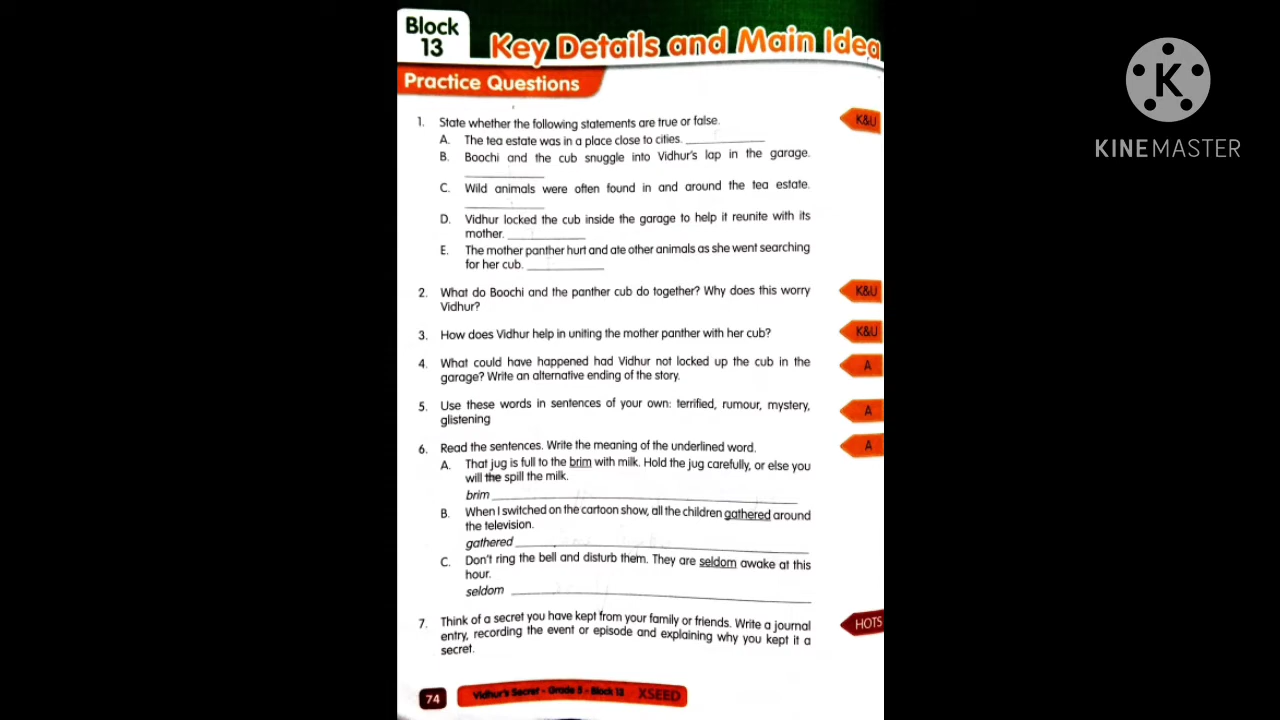 Block
13
Key Details and Main Idea
Practice Questions
1. State whether the following statements are true or false.
K&U
A. The tea estate was in a place close to cities. ____________
B. Boochi and the cub snuggle into Vidhur's lap in the garage.
____________
C. Wild animals were often found in and around the tea estate.
____________
D. Vidhur locked the cub inside the garage to help it reunite with its
mother. ____________
E. The mother panther hurt and ate other animals as she went searching
for her cub. ____________
2. What do Boochi and the panther cub do together? Why does this worry
Vidhur?
K&U
3. How does Vidhur help in uniting the mother panther with her cub?
K&U
4. What could have happened had Vidhur not locked up the cub in the
garage? Write an alternative ending of the story.
A
5. Use these words in sentences of your own: terrified, rumour, mystery,
glistening
A
6. Read the sentences. Write the meaning of the underlined word.
A
A. That jug is full to the brim with milk. Hold the jug carefully, or else you
will the spill the milk.
brim ____________
B. When I switched on the cartoon show, all the children gathered around
the television.
gathered ____________
C. Don't ring the bell and disturb them. They are seldom awake at this
hour.
seldom ____________
7. Think of a secret you have kept from your family or friends. Write a journal
entry, recording the event or episode and explaining why you kept it a
secret.
HOTS
74
Vidhur's Secret – Grade 5 – Block 13 XSEED
K
KINEMASTER